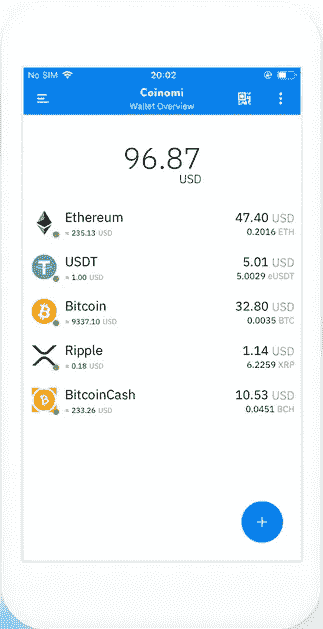 No SIM 20:02
Coinomi
Wallet Overview
96.87
USD
Ethereum 47.40 USD
≈ 235.13 USD 0.2016 ETH
USDT 5.01 USD
≈ 1.00 USD 5.0029 eUSDT
Bitcoin 32.80 USD
≈ 9337.10 USD 0.0035 BTC
Ripple 1.14 USD
≈ 0.18 USD 6.2259 XRP
BitcoinCash 10.53 USD
≈ 233.26 USD 0.0451 BCH
+